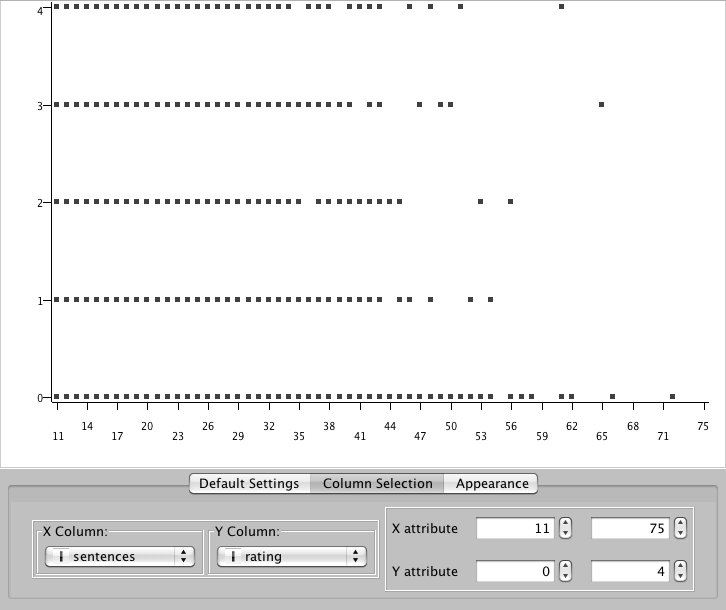 4
3
2
1
0
14 20 26 32 38 44 50 56 62 68 75
11 17 23 29 35 41 47 53 59 65 71
Default Settings Column Selection Appearance
X Column: Y Column:
I sentences I rating
X attribute 11 75
Y attribute 0 4